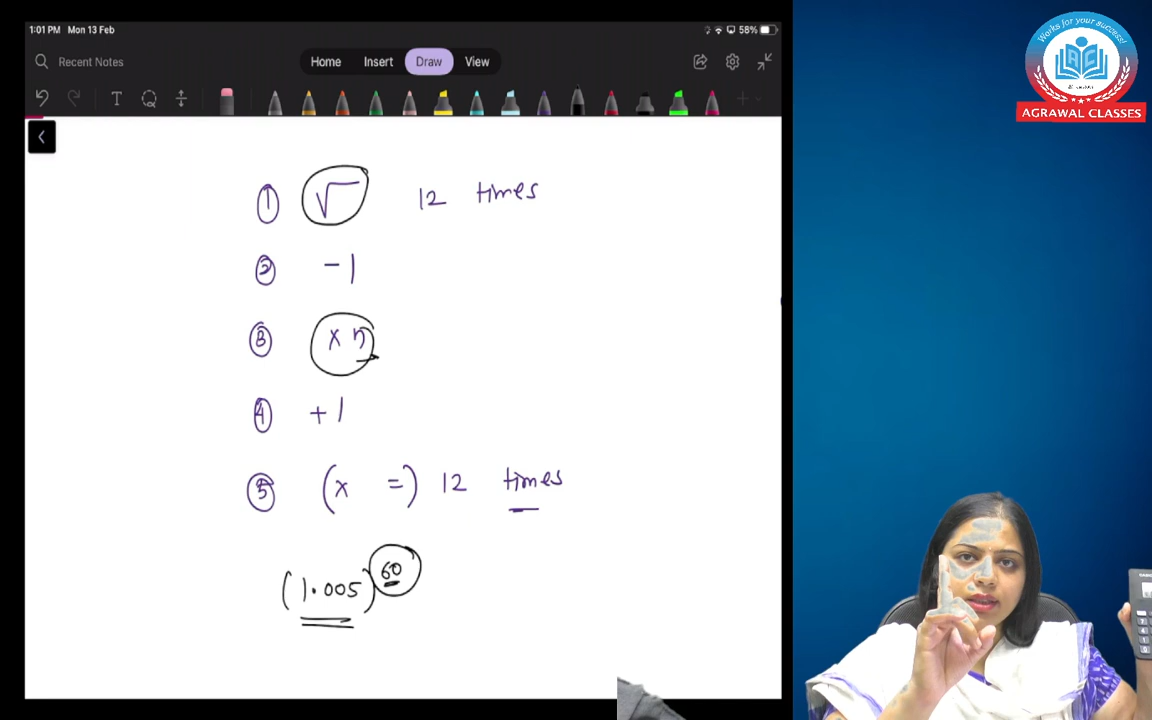 1:01 PM Mon 13 Feb
58%
Recent Notes
Home Insert Draw View
T
Works for your success!
AC
AGRAWAL CLASSES
① √ 12 times
② - 1
③ x n
④ + 1
⑤ (x =) 12 times
(1.005)^60